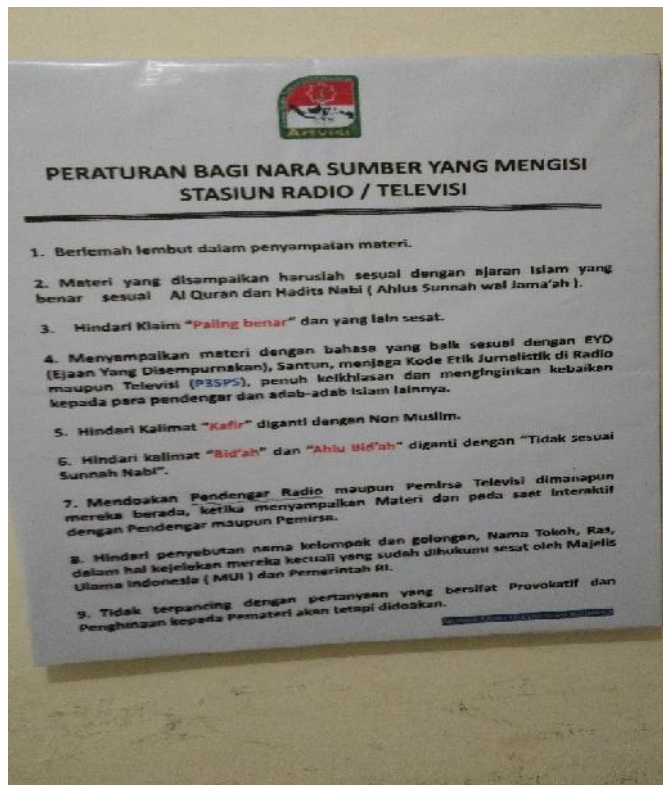 Artvisi
PERATURAN BAGI NARA SUMBER YANG MENGISI
STASIUN RADIO / TELEVISI
1. Berlemah lembut dalam penyampaian materi.
2. Materi yang disampaikan haruslah sesuai dengan ajaran Islam yang
benar sesuai Al Quran dan Hadits Nabi ( Ahlus Sunnah wal Jama'ah ).
3. Hindari Klaim "Paling benar" dan yang lain sesat.
4. Menyampaikan materi dengan bahasa yang baik sesuai dengan EYD
(Ejaan Yang Disempurnakan), Santun, menjaga Kode Etik Jurnalistik di Radio
maupun Televisi (P3SPS), penuh keikhlasan dan menginginkan kebaikan
kepada para pendengar dan adab-adab Islam lainnya.
5. Hindari Kalimat "Kafir" diganti dengan Non Muslim.
6. Hindari kalimat "Bid'ah" dan "Ahlu Bid'ah" diganti dengan "Tidak sesuai
Sunnah Nabi".
7. Mendoakan Pendengar Radio maupun Pemirsa Televisi dimanapun
mereka berada, ketika menyampaikan Materi dan pada saat Interaktif
dengan Pendengar maupun Pemirsa.
8. Hindari penyebutan nama kelompok dan golongan, Nama Tokoh, Ras,
dalam hal kejelekan mereka kecuali yang sudah dihukumi sesat oleh Majelis
Ulama Indonesia ( MUI ) dan Pemerintah RI.
9. Tidak terpancing dengan pertanyaan yang bersifat Provokatif dan
Penghinaan kepada Pemateri akan tetapi didoakan.